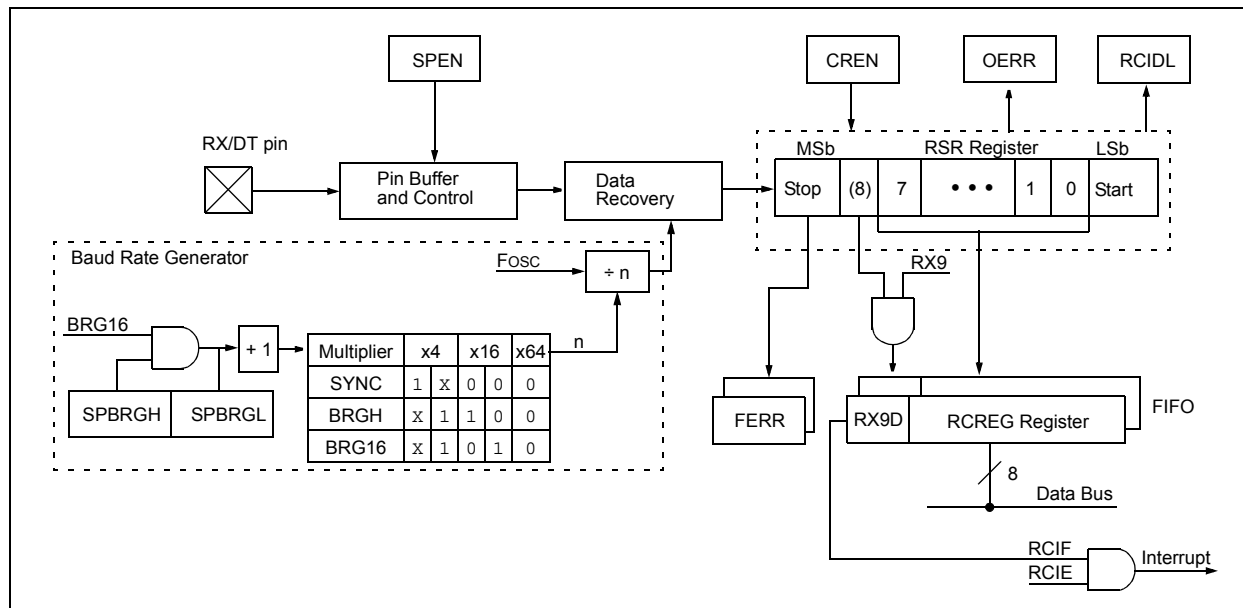 SPEN
CREN
OERR
RCIDL
RX/DT pin
Pin Buffer
and Control
Data
Recovery
MSb
RSR Register
LSb
Stop (8) 7 • • • 1 0 Start
Baud Rate Generator
FOSC
÷ n
RX9
BRG16
+ 1
n
SPBRGH SPBRGL
Multiplier x4 x16 x64
SYNC 1 X 0 0 0
BRGH X 1 1 0 0
BRG16 X 1 0 1 0
FERR
RX9D RCREG Register
FIFO
8
Data Bus
RCIF
RCIE
Interrupt